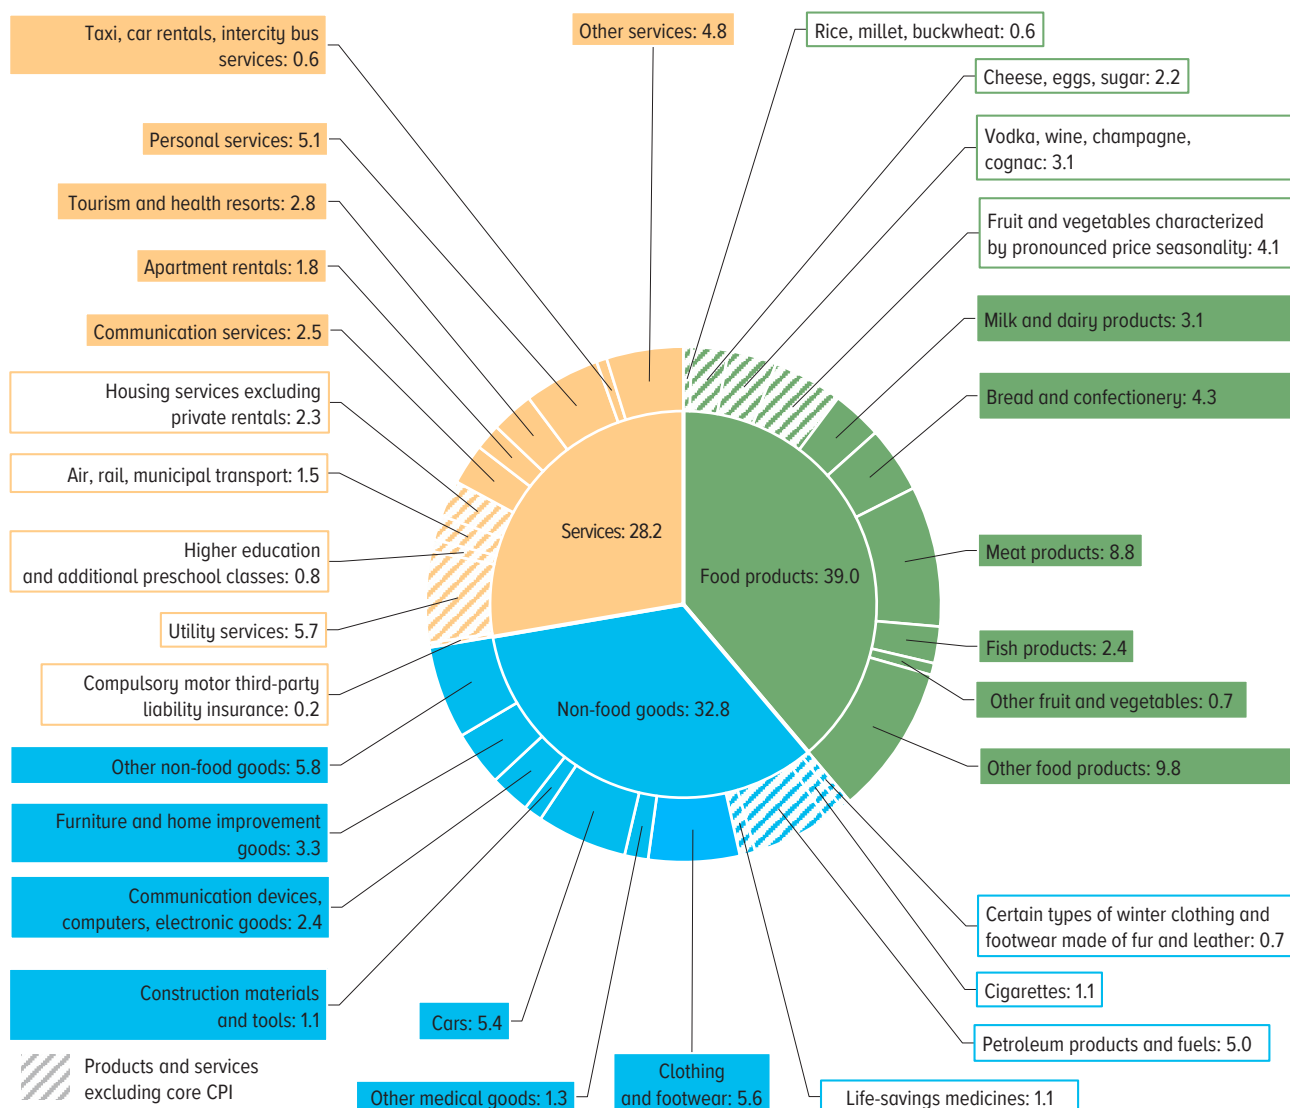 Taxi, car rentals, intercity bus
services: 0.6
Other services: 4.8
Rice, millet, buckwheat: 0.6
Cheese, eggs, sugar: 2.2
Personal services: 5.1
Vodka, wine, champagne,
cognac: 3.1
Tourism and health resorts: 2.8
Fruit and vegetables characterized
by pronounced price seasonality: 4.1
Apartment rentals: 1.8
Milk and dairy products: 3.1
Communication services: 2.5
Housing services excluding
private rentals: 2.3
Bread and confectionery: 4.3
Air, rail, municipal transport: 1.5
Services: 28.2
Higher education
and additional preschool classes: 0.8
Meat products: 8.8
Food products: 39.0
Utility services: 5.7
Fish products: 2.4
Compulsory motor third-party
liability insurance: 0.2
Other fruit and vegetables: 0.7
Non-food goods: 32.8
Other non-food goods: 5.8
Other food products: 9.8
Furniture and home improvement
goods: 3.3
Communication devices,
computers, electronic goods: 2.4
Certain types of winter clothing and
footwear made of fur and leather: 0.7
Construction materials
and tools: 1.1
Cigarettes: 1.1
Cars: 5.4
Petroleum products and fuels: 5.0
Products and services
excluding core CPI
Clothing
and footwear: 5.6
Other medical goods: 1.3
Life-savings medicines: 1.1